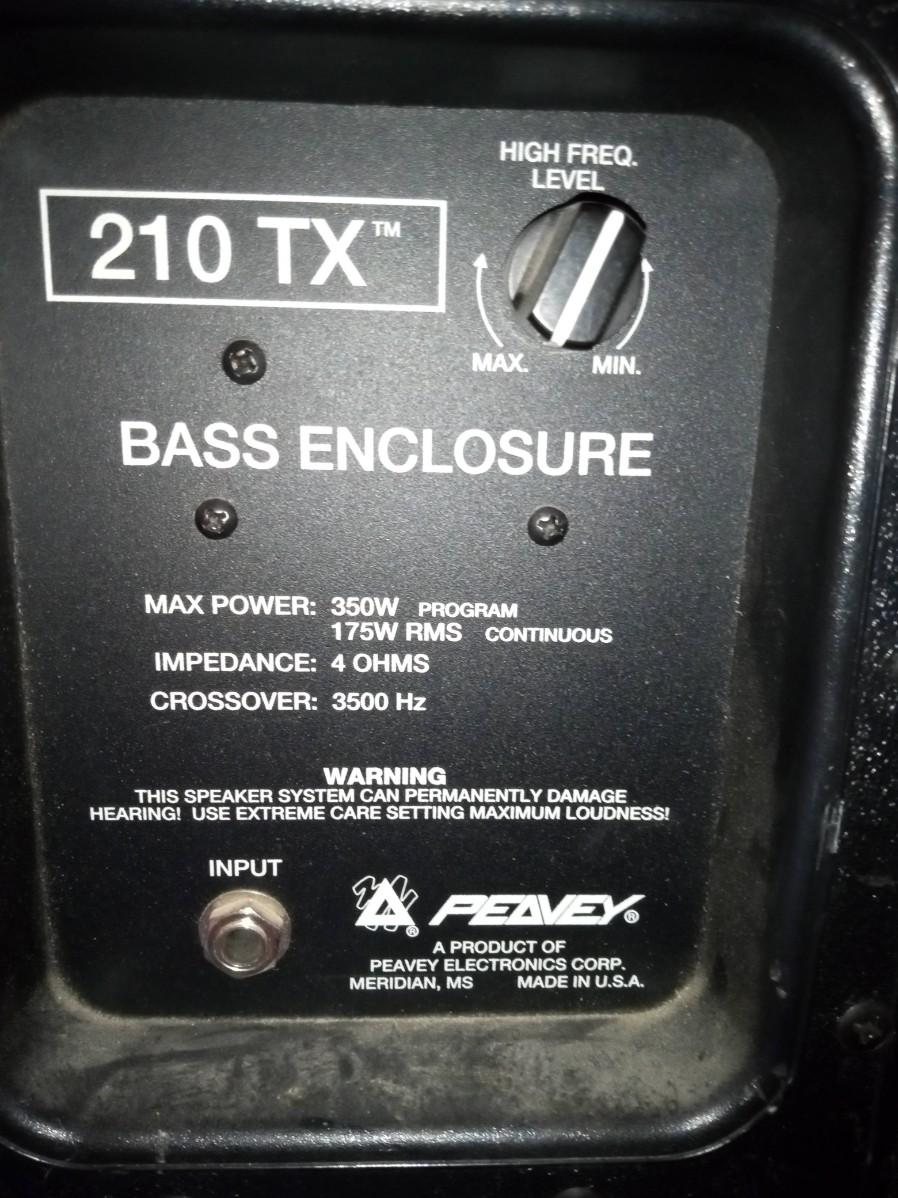 HIGH FREQ.
LEVEL
210 TX™
MAX. MIN.
BASS ENCLOSURE
MAX POWER: 350W PROGRAM
175W RMS CONTINUOUS
IMPEDANCE: 4 OHMS
CROSSOVER: 3500 Hz
WARNING
THIS SPEAKER SYSTEM CAN PERMANENTLY DAMAGE
HEARING! USE EXTREME CARE SETTING MAXIMUM LOUDNESS!
INPUT
® PEAVEY®
A PRODUCT OF
PEAVEY ELECTRONICS CORP.
MERIDIAN, MS MADE IN U.S.A.